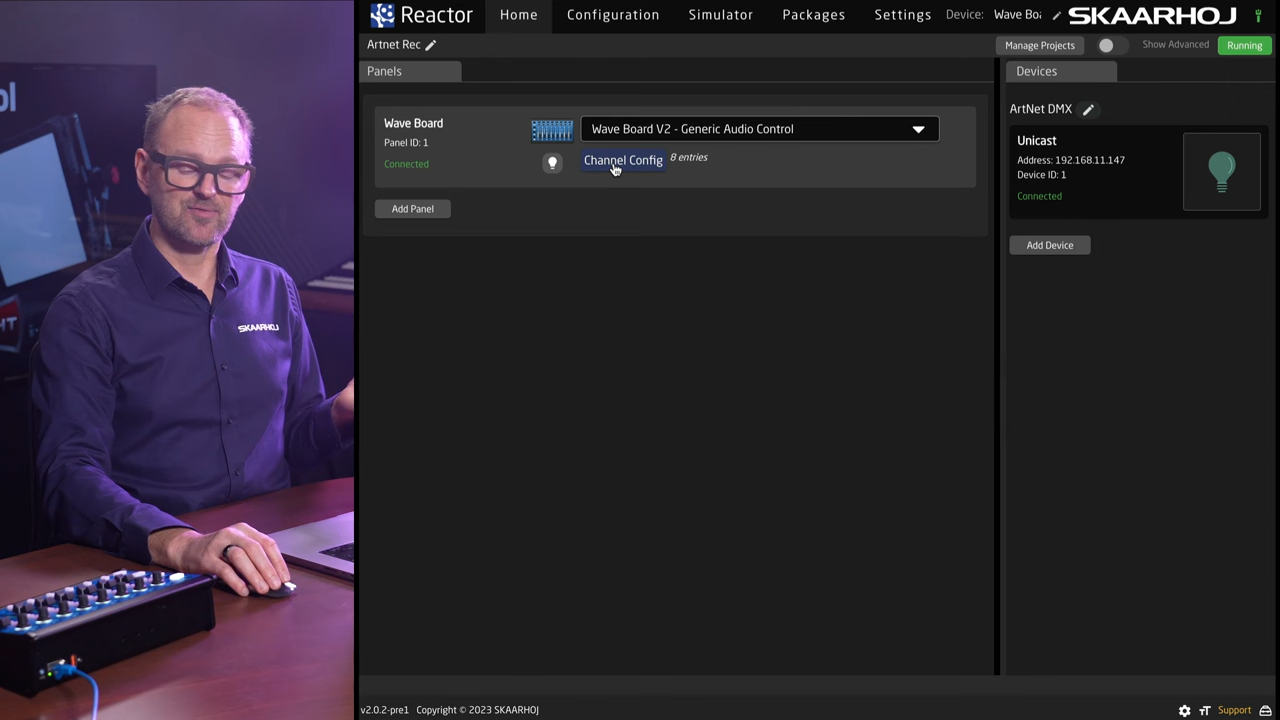 Reactor
Home
Configuration
Simulator
Packages
Settings
Device: Wave Boa
SKAARHOJ
Artnet Rec
Manage Projects
Show Advanced
Running
Panels
Devices
Wave Board
Panel ID: 1
Connected
Wave Board V2 - Generic Audio Control
Channel Config
8 entries
Add Panel
ArtNet DMX
Unicast
Address: 192.168.11.147
Device ID: 1
Connected
Add Device
SKAARHOJ
v2.0.2-pre1 Copyright © 2023 SKAARHOJ
Support